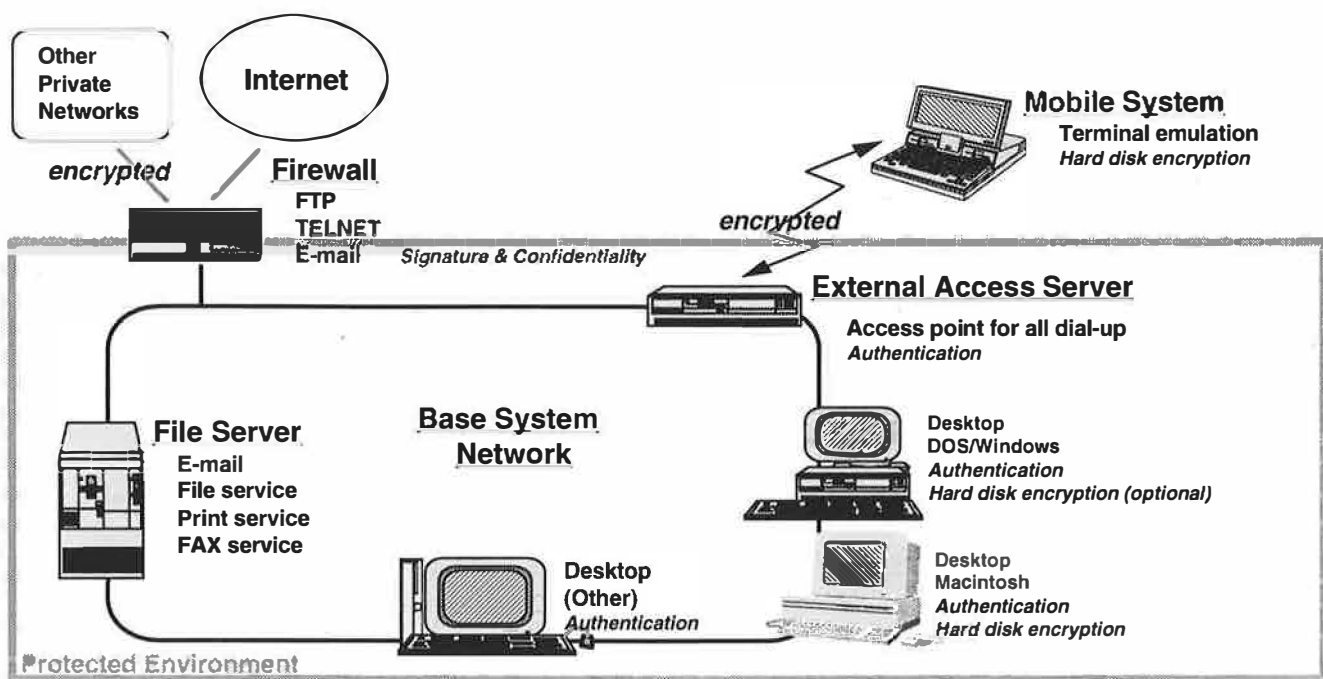 Other
Private
Networks
Internet
encrypted
Firewall
FTP
TELNET
E-mail
Signature & Confidentiality
Mobile System
Terminal emulation
Hard disk encryption
encrypted
External Access Server
Access point for all dial-up
Authentication
File Server
E-mail
File service
Print service
FAX service
Base System
Network
Desktop
DOS/Windows
Authentication
Hard disk encryption (optional)
Desktop
Macintosh
Authentication
Hard disk encryption
Desktop
(Other)
Authentication
Protected Environment